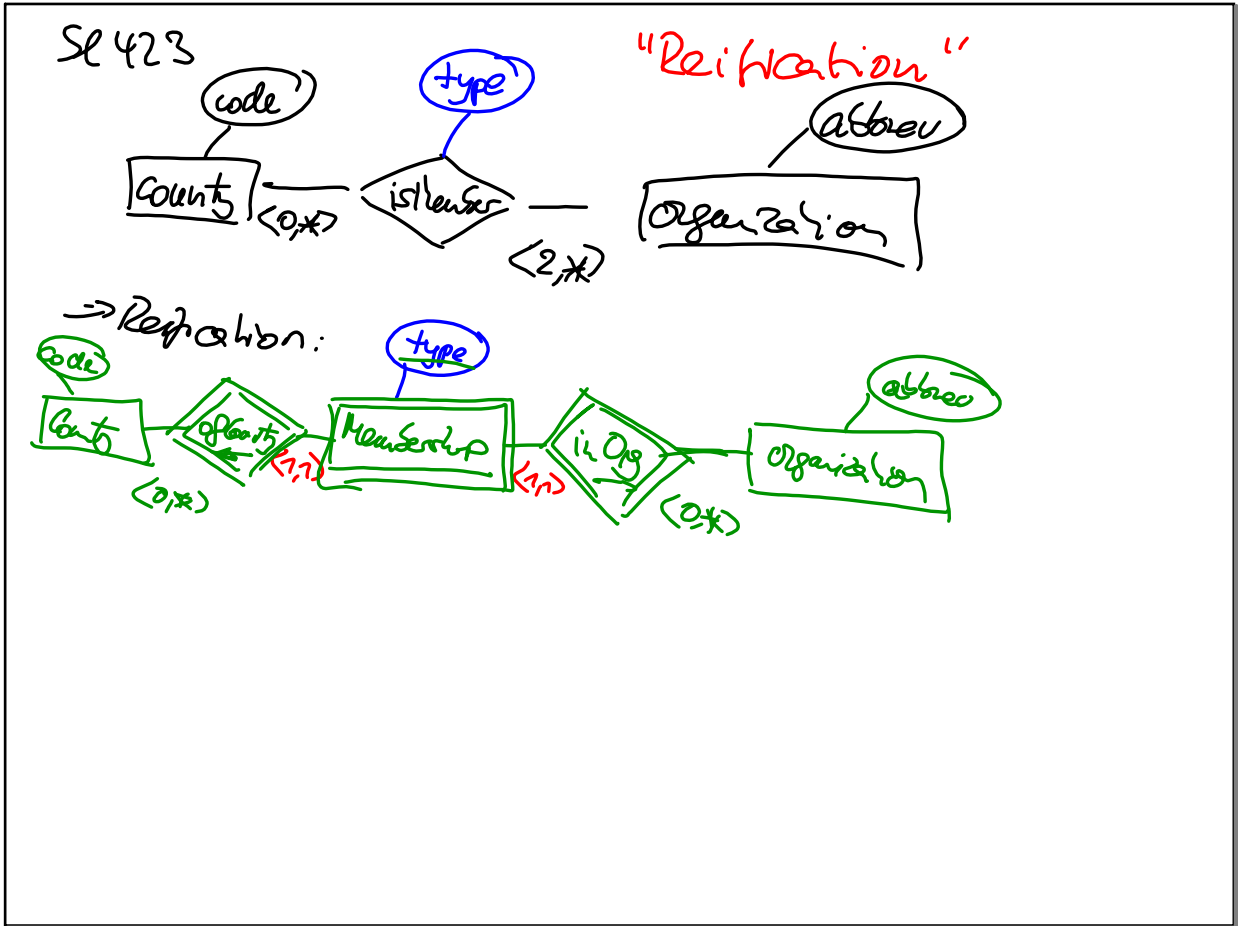 Sl 423
"Reification"
code
type
abbrev
Country
isMember
Organization
<0,*>
<2,*>
=> Reification:
code
type
abbrev
Country
ofCountry
Membership
inOrg
Organization
<0,*>
<1,1>
<1,1>
<0,*>